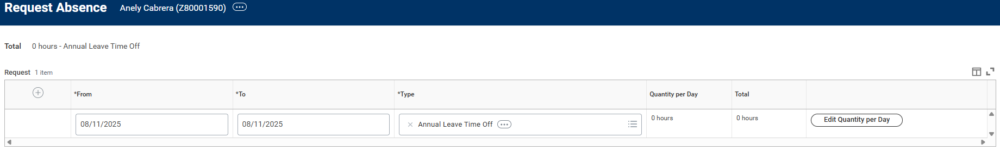 Request Absence Anely Cabrera (Z80001590)
Total 0 hours - Annual Leave Time Off
Request 1 item
*From *To *Type Quantity per Day Total
08/11/2025 08/11/2025 Annual Leave Time Off 0 hours 0 hours Edit Quantity per Day